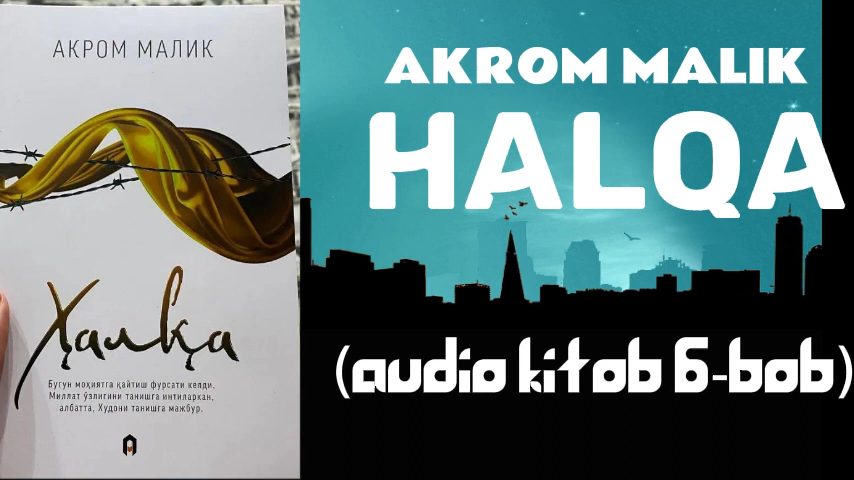 АКРОМ МАЛИК
Ҳалқа
Бугун моҳиятга қайтиш фурсати келди.
Миллат ўзлигини танишга интиларкан,
албатта, Худони танишга мажбур.
AKROM MALIK
HALQA
(audio kitob 6-bob)